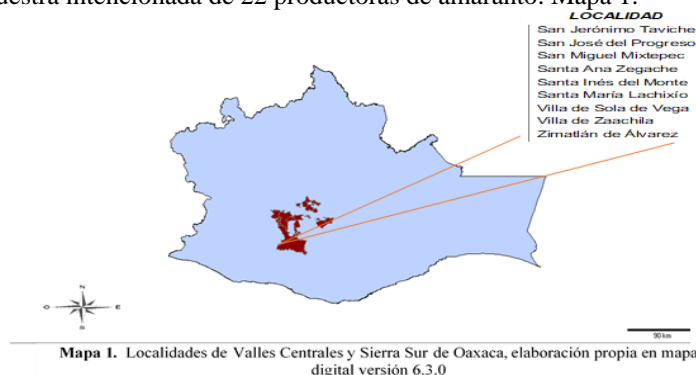 uestra intencionada de 22 productoras de amaranto. Mapa 1.
LOCALIDAD
San Jerónimo Taviche
San José del Progreso
San Miguel Mixtepec
Santa Ana Zegache
Santa Inés del Monte
Santa María Lachixío
Villa de Sola de Vega
Villa de Zaachila
Zimatlán de Álvarez
N
O E
S
90 km
Mapa 1. Localidades de Valles Centrales y Sierra Sur de Oaxaca, elaboración propia en mapa
digital versión 6.3.0